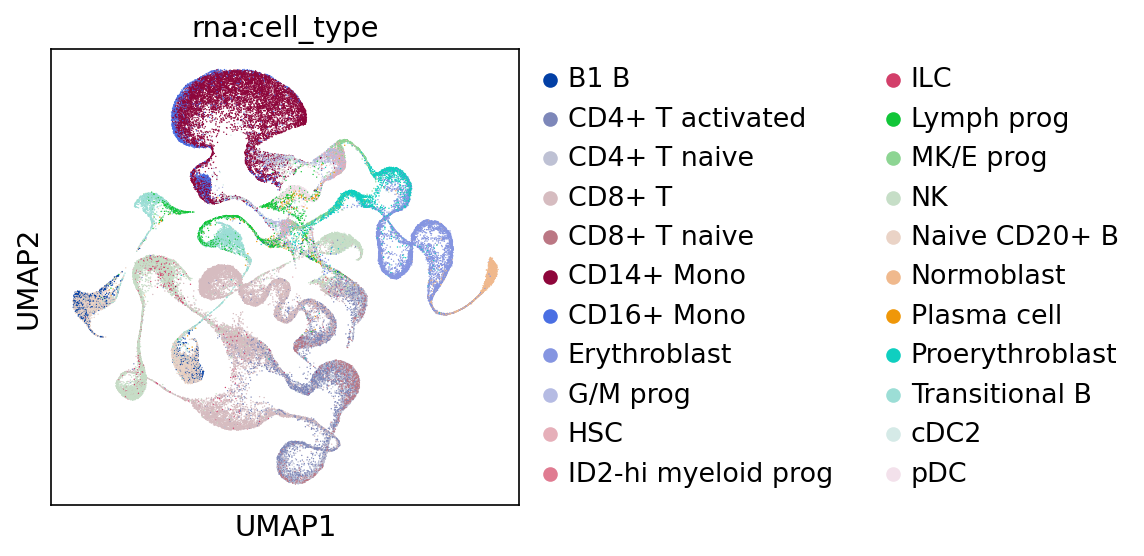 rna:cell_type
UMAP2
UMAP1
B1 B
CD4+ T activated
CD4+ T naive
CD8+ T
CD8+ T naive
CD14+ Mono
CD16+ Mono
Erythroblast
G/M prog
HSC
ID2-hi myeloid prog
ILC
Lymph prog
MK/E prog
NK
Naive CD20+ B
Normoblast
Plasma cell
Proerythroblast
Transitional B
cDC2
pDC